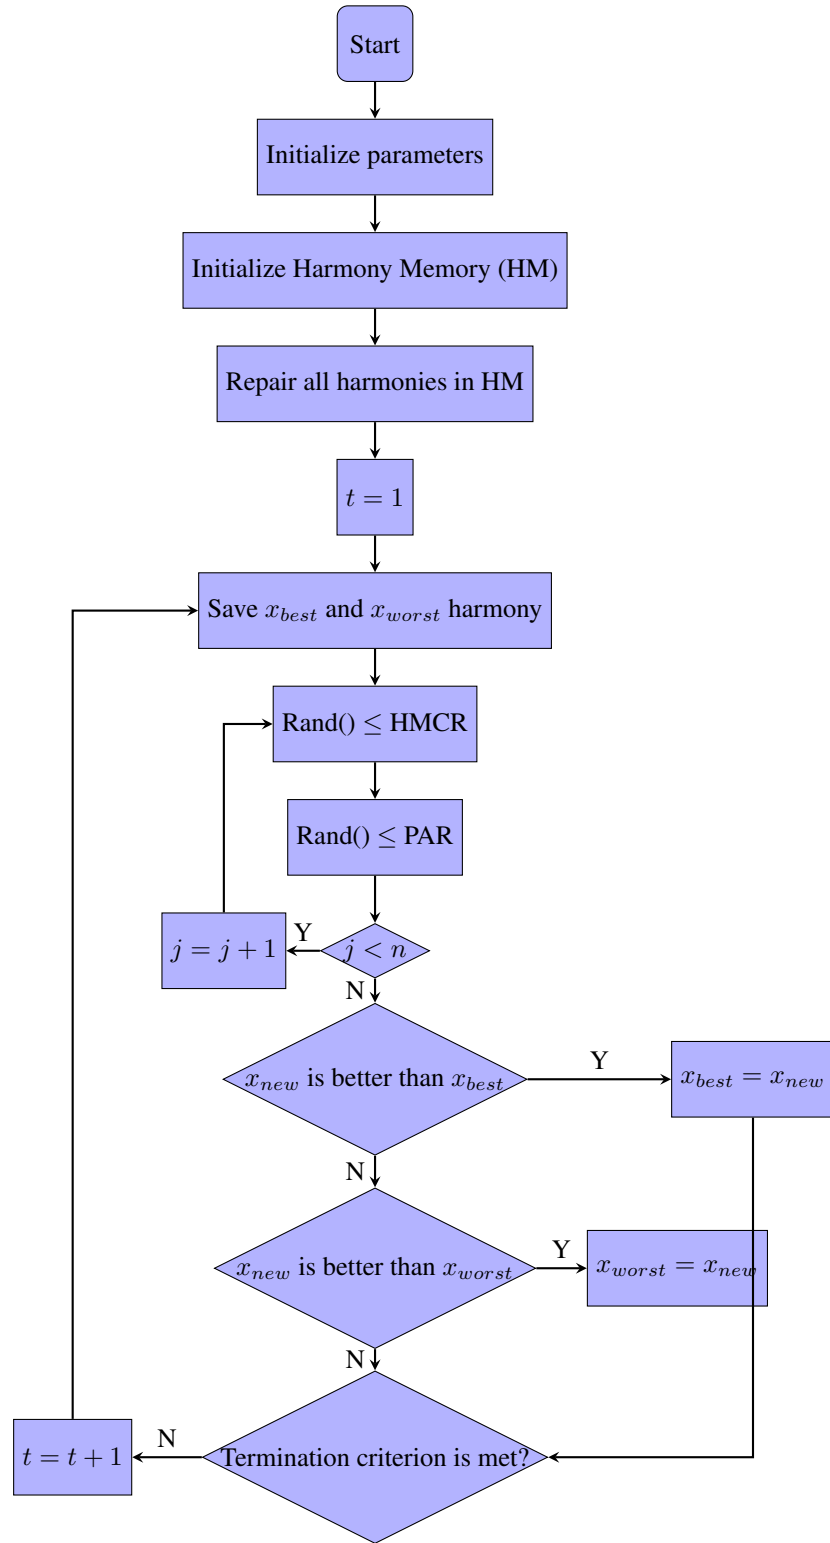 Start
Initialize parameters
Initialize Harmony Memory (HM)
Repair all harmonies in HM
t = 1
Save x_best and x_worst harmony
Rand() ≤ HMCR
Rand() ≤ PAR
j = j + 1
Y
j < n
N
x_new is better than x_best
Y
x_best = x_new
N
x_new is better than x_worst
Y
x_worst = x_new
N
t = t + 1
N
Termination criterion is met?